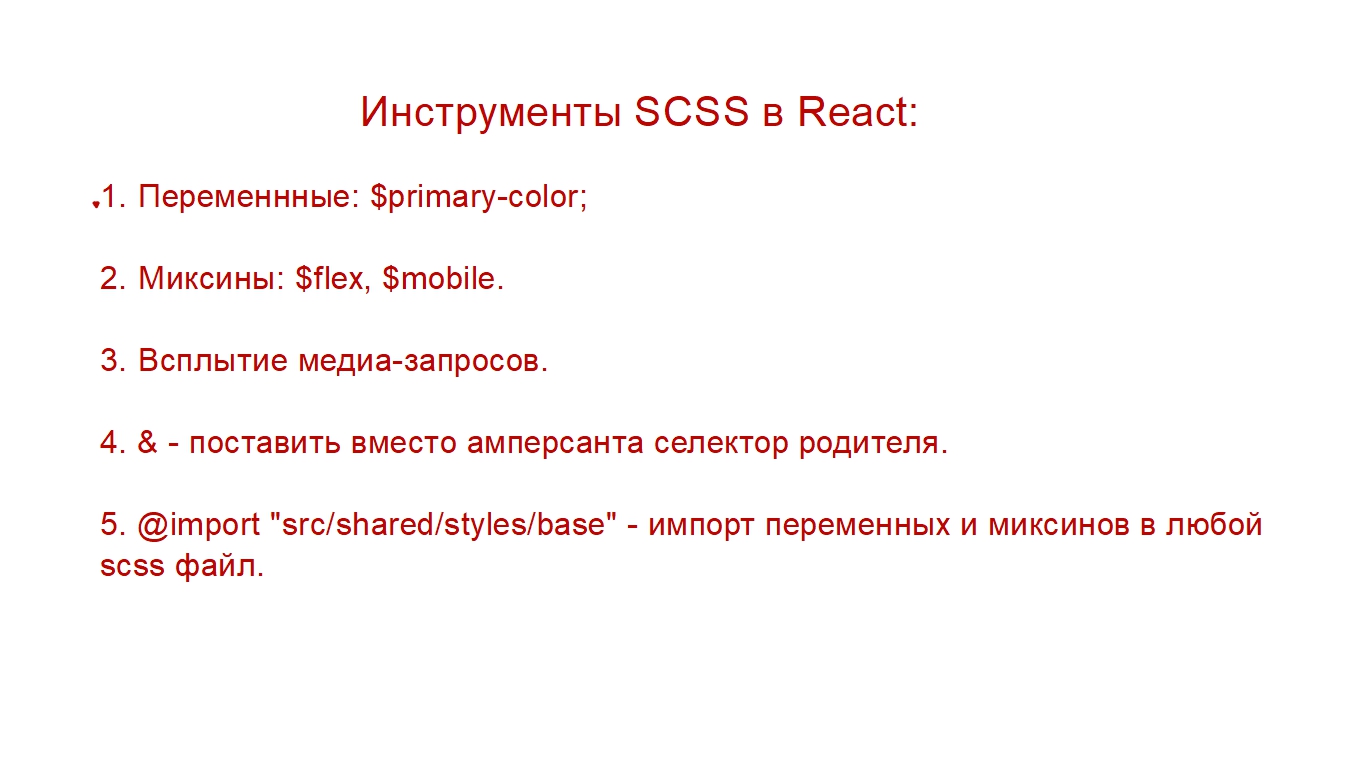 Инструменты SCSS в React:
1. Переменнные: $primary-color;
2. Миксины: $flex, $mobile.
3. Всплытие медиа-запросов.
4. & - поставить вместо амперсанта селектор родителя.
5. @import "src/shared/styles/base" - импорт переменных и миксинов в любой
scss файл.